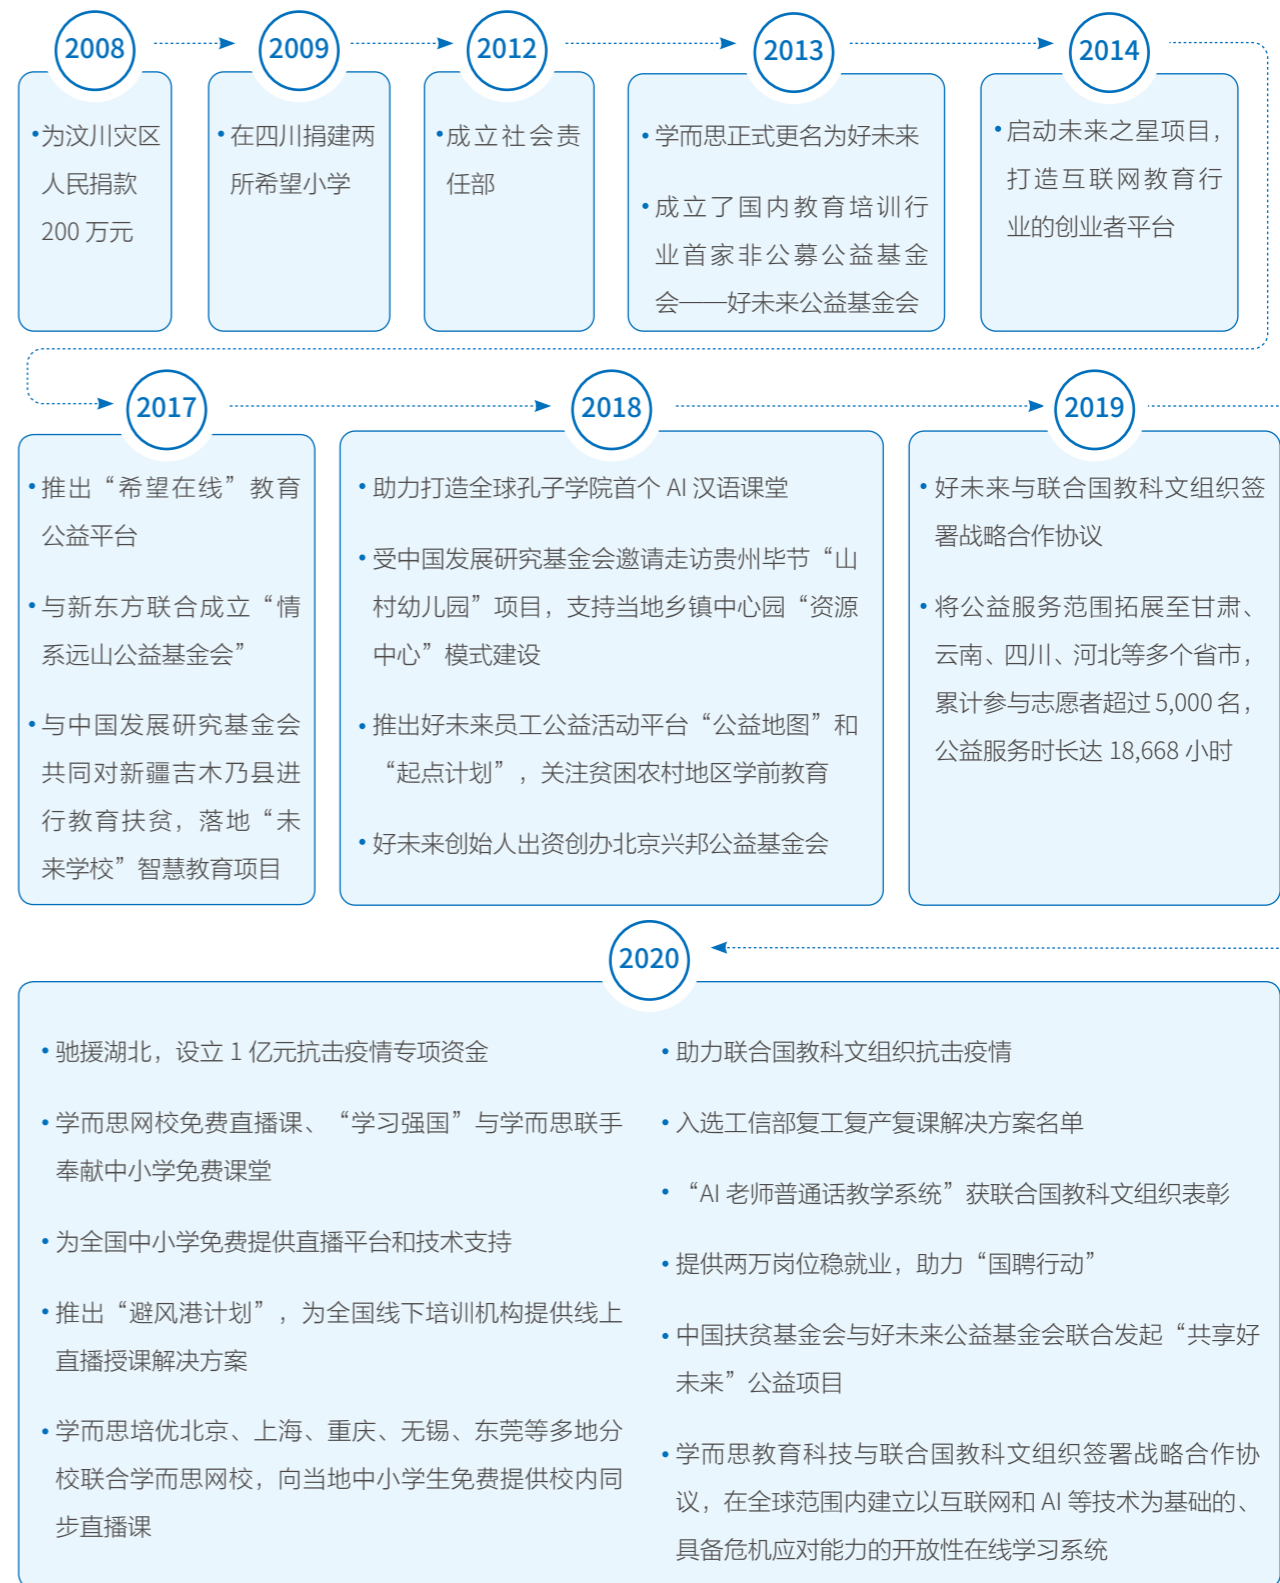 2008
•为汶川灾区
人民捐款
200 万元
2009
•在四川捐建两
所希望小学
2012
•成立社会责
任部
2013
•学而思正式更名为好未来
•成立了国内教育培训行
业首家非公募公益基金
会——好未来公益基金会
2014
•启动未来之星项目，
打造互联网教育行
业的创业者平台
2017
•推出“希望在线”教育
公益平台
•与新东方联合成立“情
系远山公益基金会”
•与中国发展研究基金会
共同对新疆吉木乃县进
行教育扶贫，落地“未
来学校”智慧教育项目
2018
•助力打造全球孔子学院首个 AI 汉语课堂
•受中国发展研究基金会邀请走访贵州毕节“山
村幼儿园”项目，支持当地乡镇中心园“资源
中心”模式建设
•推出好未来员工公益活动平台“公益地图”和
“起点计划”，关注贫困农村地区学前教育
•好未来创始人出资创办北京兴邦公益基金会
2019
•好未来与联合国教科文组织签
署战略合作协议
•将公益服务范围拓展至甘肃、
云南、四川、河北等多个省市，
累计参与志愿者超过 5,000 名，
公益服务时长达 18,668 小时
2020
•驰援湖北，设立 1 亿元抗击疫情专项资金
•学而思网校免费直播课、“学习强国”与学而思联手
奉献中小学免费课堂
•为全国中小学免费提供直播平台和技术支持
•推出“避风港计划”，为全国线下培训机构提供线上
直播授课解决方案
•学而思培优北京、上海、重庆、无锡、东莞等多地分
校联合学而思网校，向当地中小学生免费提供校内同
步直播课
•助力联合国教科文组织抗击疫情
•入选工信部复工复产复课解决方案名单
•“AI 老师普通话教学系统”获联合国教科文组织表彰
•提供两万岗位稳就业，助力“国聘行动”
•中国扶贫基金会与好未来公益基金会联合发起“共享好
未来”公益项目
•学而思教育科技与联合国教科文组织签署战略合作协
议，在全球范围内建立以互联网和 AI 等技术为基础的、
具备危机应对能力的开放性在线学习系统